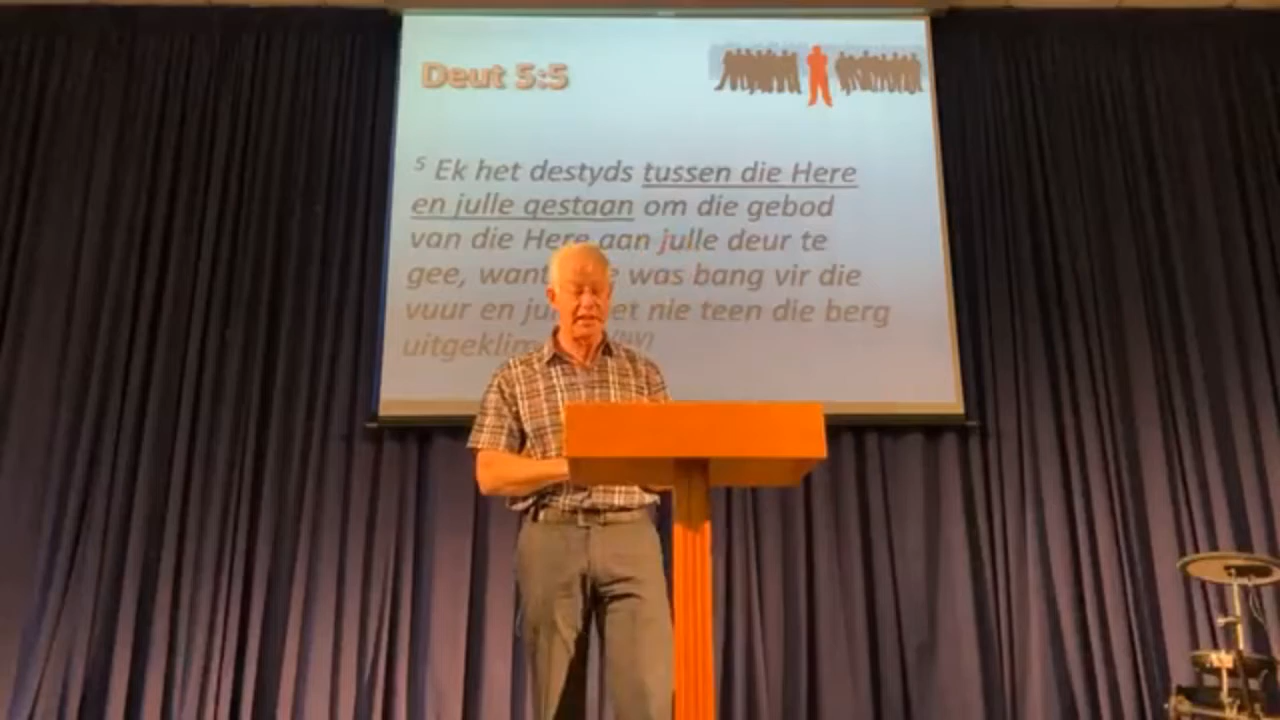 Deut 5:5
5 Ek het destyds tussen die Here
en julle gestaan om die gebod
van die Here aan julle deur te
gee, want was bang vir die
vuur en nie teen die berg
(NV)